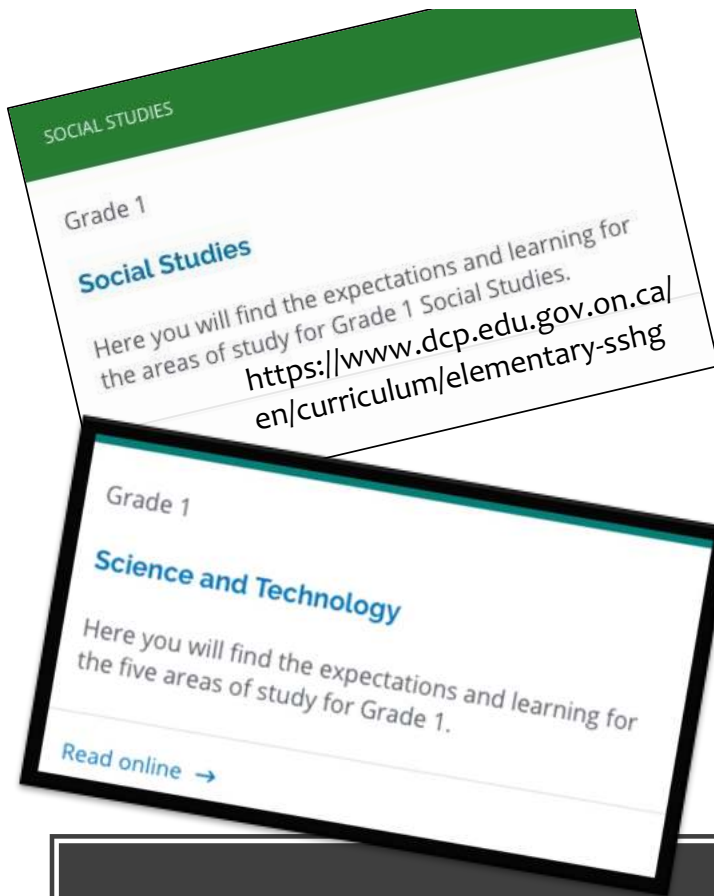 SOCIAL STUDIES
Grade 1
Social Studies
Here you will find the expectations and learning for
the areas of study for Grade 1 Social Studies.
https://www.dcp.edu.gov.on.ca/
en/curriculum/elementary-sshg
Grade 1
Science and Technology
Here you will find the expectations and learning for
the five areas of study for Grade 1.
Read online →